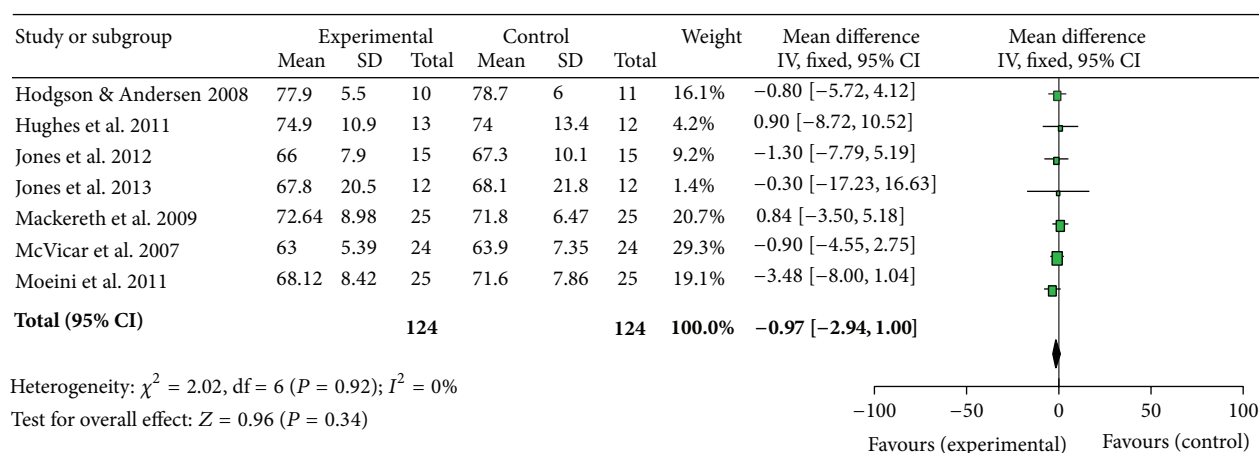 Study or subgroup Experimental Control Weight Mean difference Mean difference
Mean SD Total Mean SD Total IV, fixed, 95% CI IV, fixed, 95% CI
Hodgson & Andersen 2008 77.9 5.5 10 78.7 6 11 16.1% −0.80 [−5.72, 4.12]
Hughes et al. 2011 74.9 10.9 13 74 13.4 12 4.2% 0.90 [−8.72, 10.52]
Jones et al. 2012 66 7.9 15 67.3 10.1 15 9.2% −1.30 [−7.79, 5.19]
Jones et al. 2013 67.8 20.5 12 68.1 21.8 12 1.4% −0.30 [−17.23, 16.63]
Mackereth et al. 2009 72.64 8.98 25 71.8 6.47 25 20.7% 0.84 [−3.50, 5.18]
McVicar et al. 2007 63 5.39 24 63.9 7.35 24 29.3% −0.90 [−4.55, 2.75]
Moeini et al. 2011 68.12 8.42 25 71.6 7.86 25 19.1% −3.48 [−8.00, 1.04]
Total (95% CI) 124 124 100.0% −0.97 [−2.94, 1.00]
Heterogeneity: χ² = 2.02, df = 6 (P = 0.92); I² = 0%
Test for overall effect: Z = 0.96 (P = 0.34)
−100 −50 0 50 100
Favours (experimental) Favours (control)